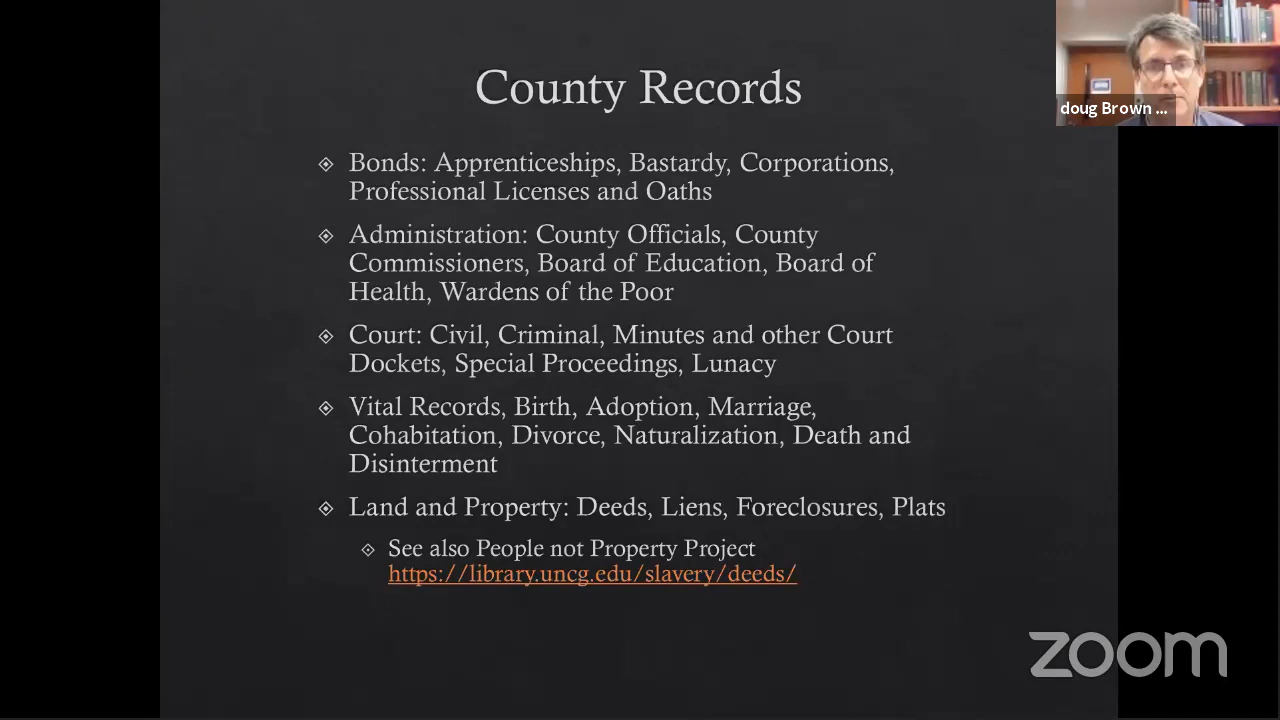 County Records
doug Brown ...
Bonds: Apprenticeships, Bastardy, Corporations,
Professional Licenses and Oaths
Administration: County Officials, County
Commissioners, Board of Education, Board of
Health, Wardens of the Poor
Court: Civil, Criminal, Minutes and other Court
Dockets, Special Proceedings, Lunacy
Vital Records, Birth, Adoption, Marriage,
Cohabitation, Divorce, Naturalization, Death and
Disinterment
Land and Property: Deeds, Liens, Foreclosures, Plats
See also People not Property Project
https://library.uncg.edu/slavery/deeds/
zoom